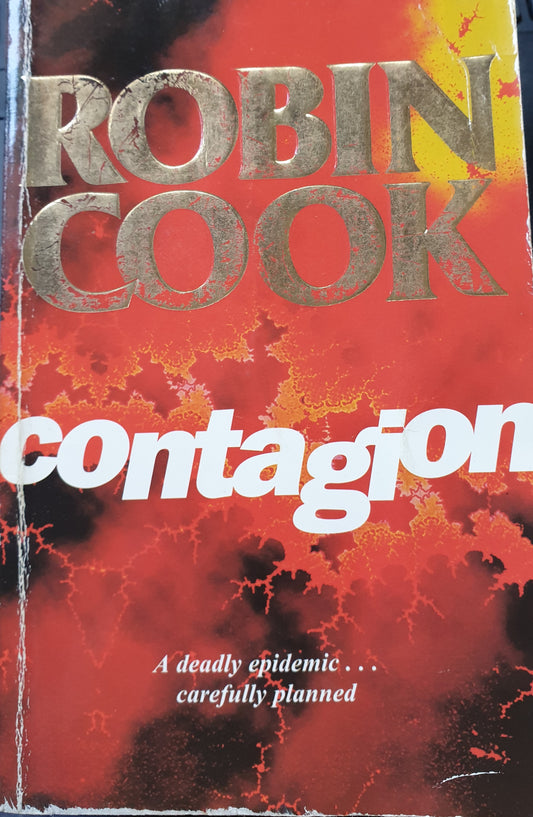 ROBIN
COOK
contagion
A deadly epidemic . . .
carefully planned